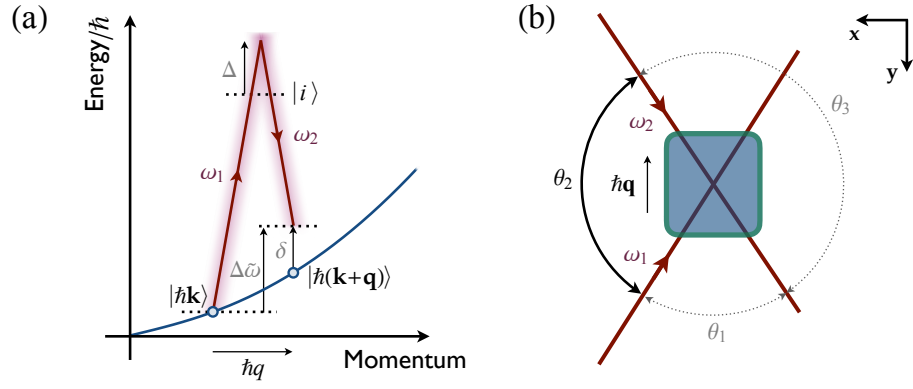 (a)
Energy/ħ
Δ
|i⟩
ω₁
ω₂
δ
Δω̃
|ħk⟩
|ħ(k+q)⟩
ħq
Momentum
(b)
x
y
ω₂
θ₃
θ₂
ħq
ω₁
θ₁